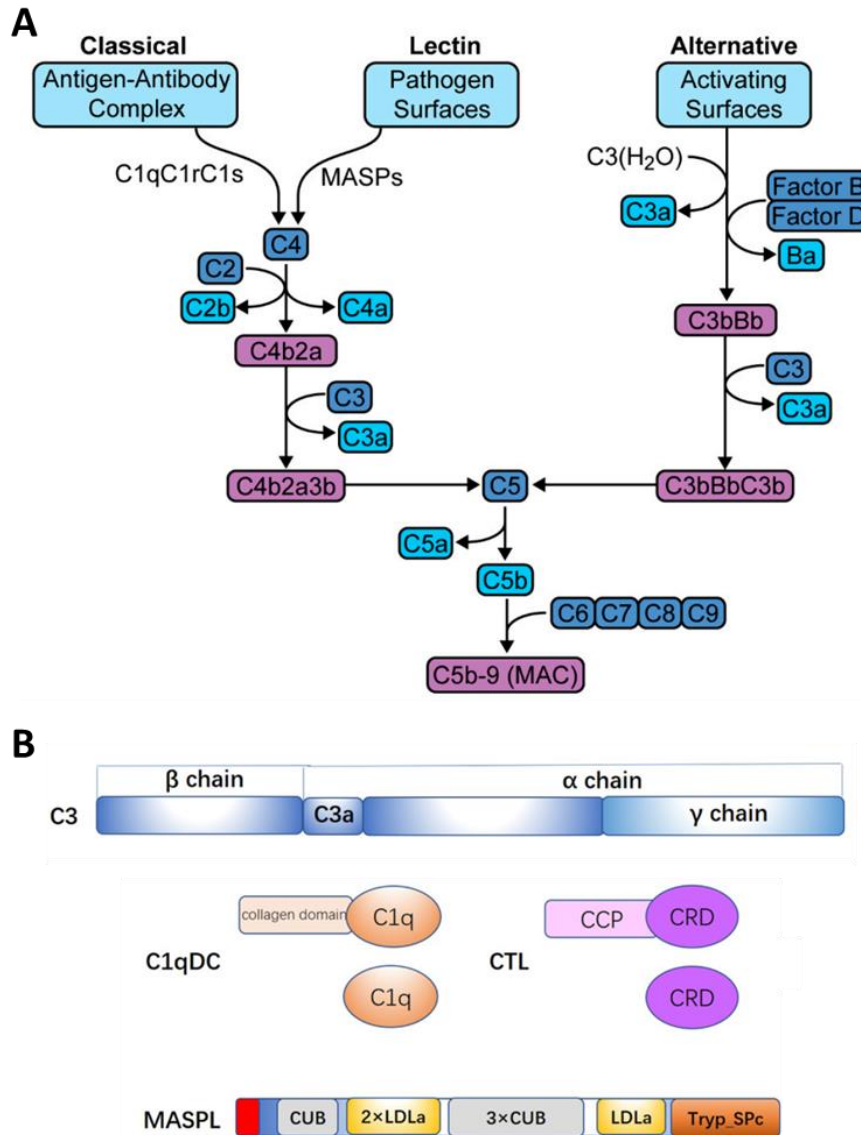 A
Classical
Lectin
Alternative
Antigen-Antibody
Complex
Pathogen
Surfaces
Activating
Surfaces
C1qC1rC1s
MASPs
C3(H₂O)
C3a
Factor B
Factor D
Ba
C4
C2
C2b
C4a
C4b2a
C3bBb
C3
C3a
C3
C3a
C4b2a3b
C5
C3bBbC3b
C5a
C5b
C6 C7 C8 C9
C5b-9 (MAC)
B
β chain
α chain
C3
C3a
γ chain
collagen domain
C1q
CCP
CRD
C1qDC
CTL
C1q
CRD
MASPL
CUB
2×LDLa
3×CUB
LDLa
Tryp_SPc